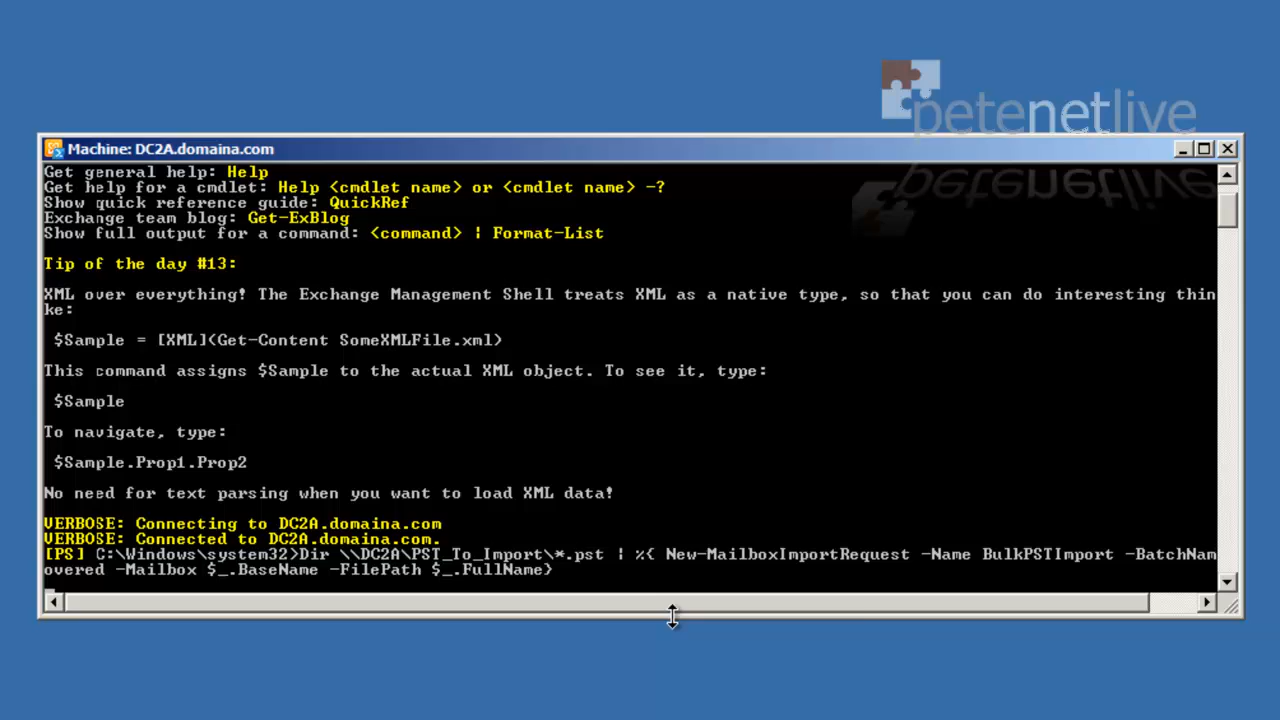 petenetlive
Machine: DC2A.domaina.com
Get general help: Help
Get help for a cmdlet: Help <cmdlet name> or <cmdlet name> -?
Show quick reference guide: QuickRef
Exchange team blog: Get-ExBlog
Show full output for a command: <command> | Format-List
Tip of the day #13:
XML over everything! The Exchange Management Shell treats XML as a native type, so that you can do interesting thin
ke:
$Sample = [XML](Get-Content SomeXMLFile.xml)
This command assigns $Sample to the actual XML object. To see it, type:
$Sample
To navigate, type:
$Sample.Prop1.Prop2
No need for text parsing when you want to load XML data!
VERBOSE: Connecting to DC2A.domaina.com
VERBOSE: Connected to DC2A.domaina.com.
[PS] C:\Windows\system32>Dir \\DC2A\PST_To_Import\*.pst | %{ New-MailboxImportRequest -Name BulkPSTImport -BatchNam
overed -Mailbox $_.BaseName -FilePath $_.FullName}